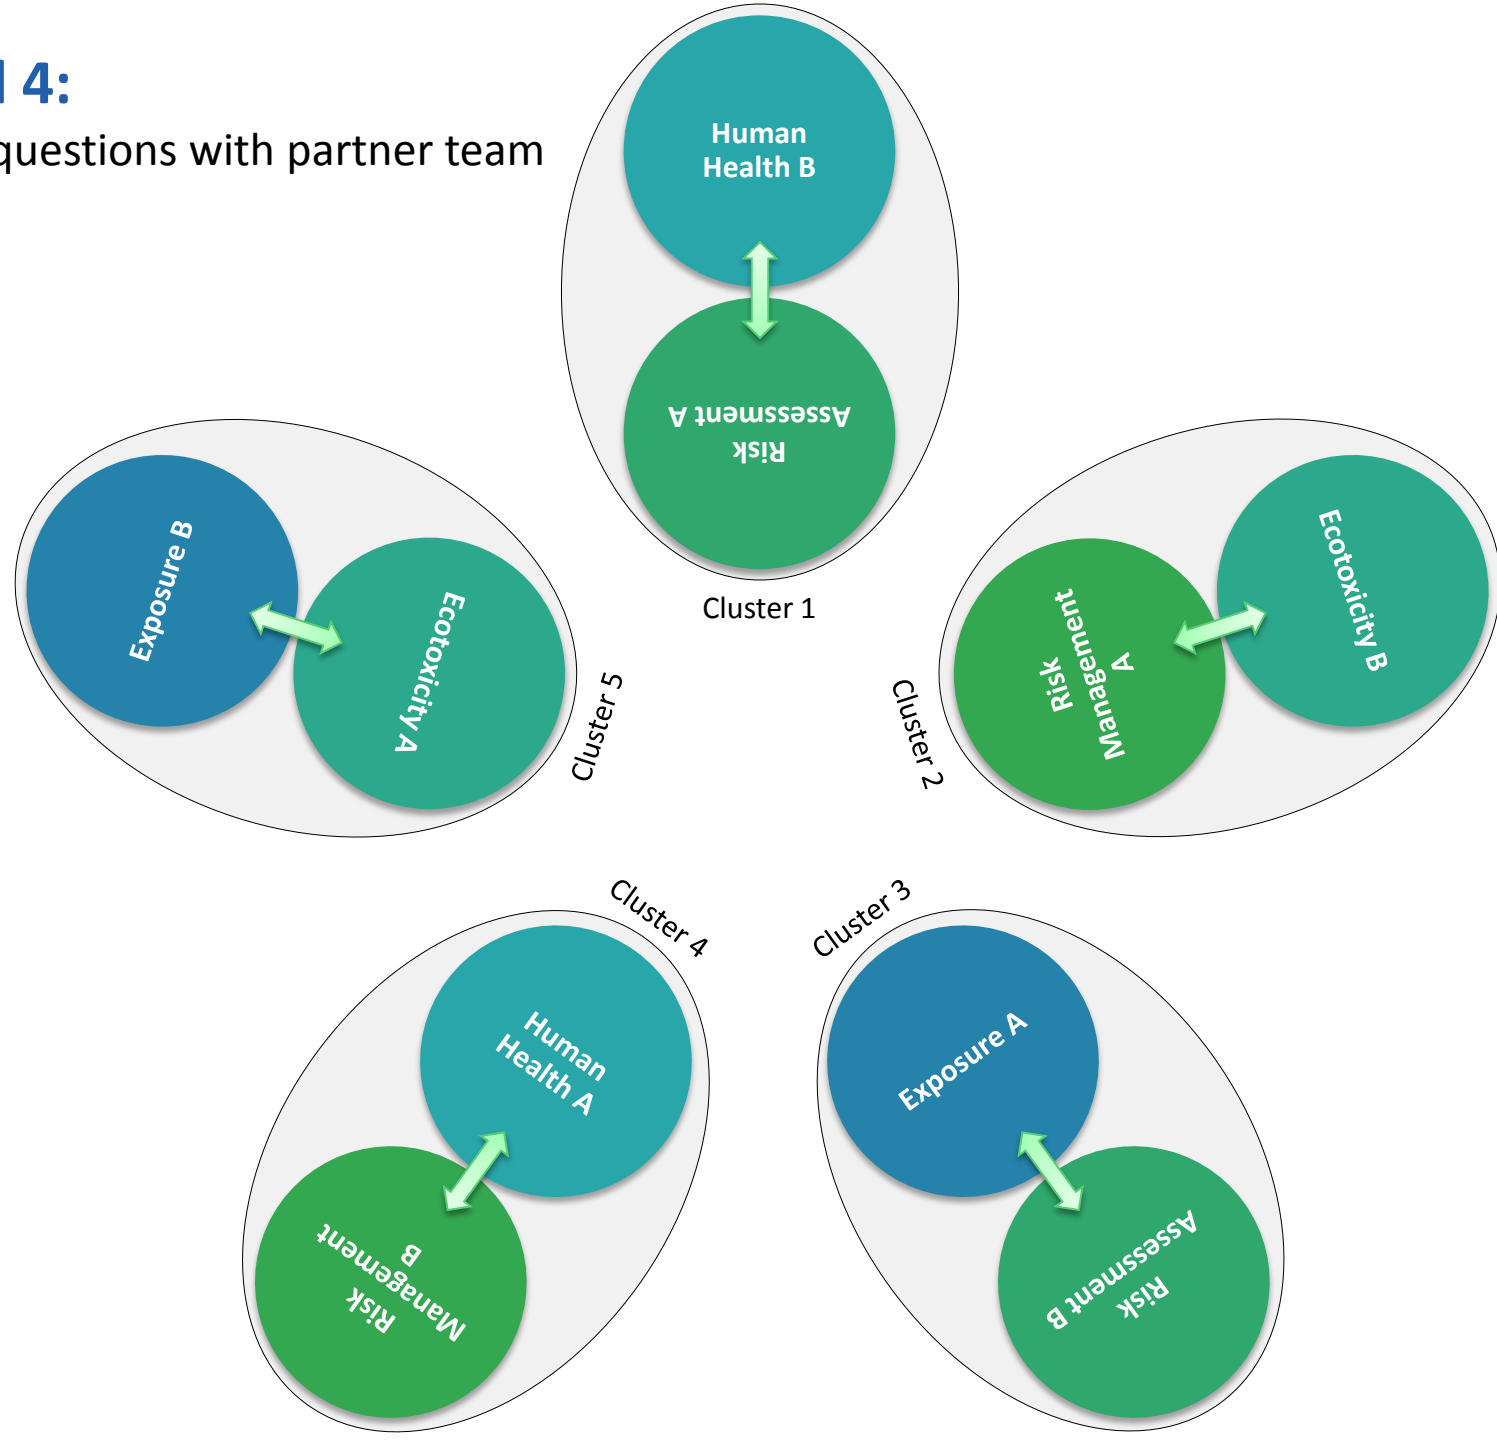 4:
questions with partner team
Human
Health B
Risk
Assessment A
Cluster 1
Ecotoxicity B
Risk
Management
A
Cluster 2
Exposure A
Risk
Assessment B
Cluster 3
Human
Health A
Risk
Management
B
Cluster 4
Exposure B
Ecotoxicity A
Cluster 5